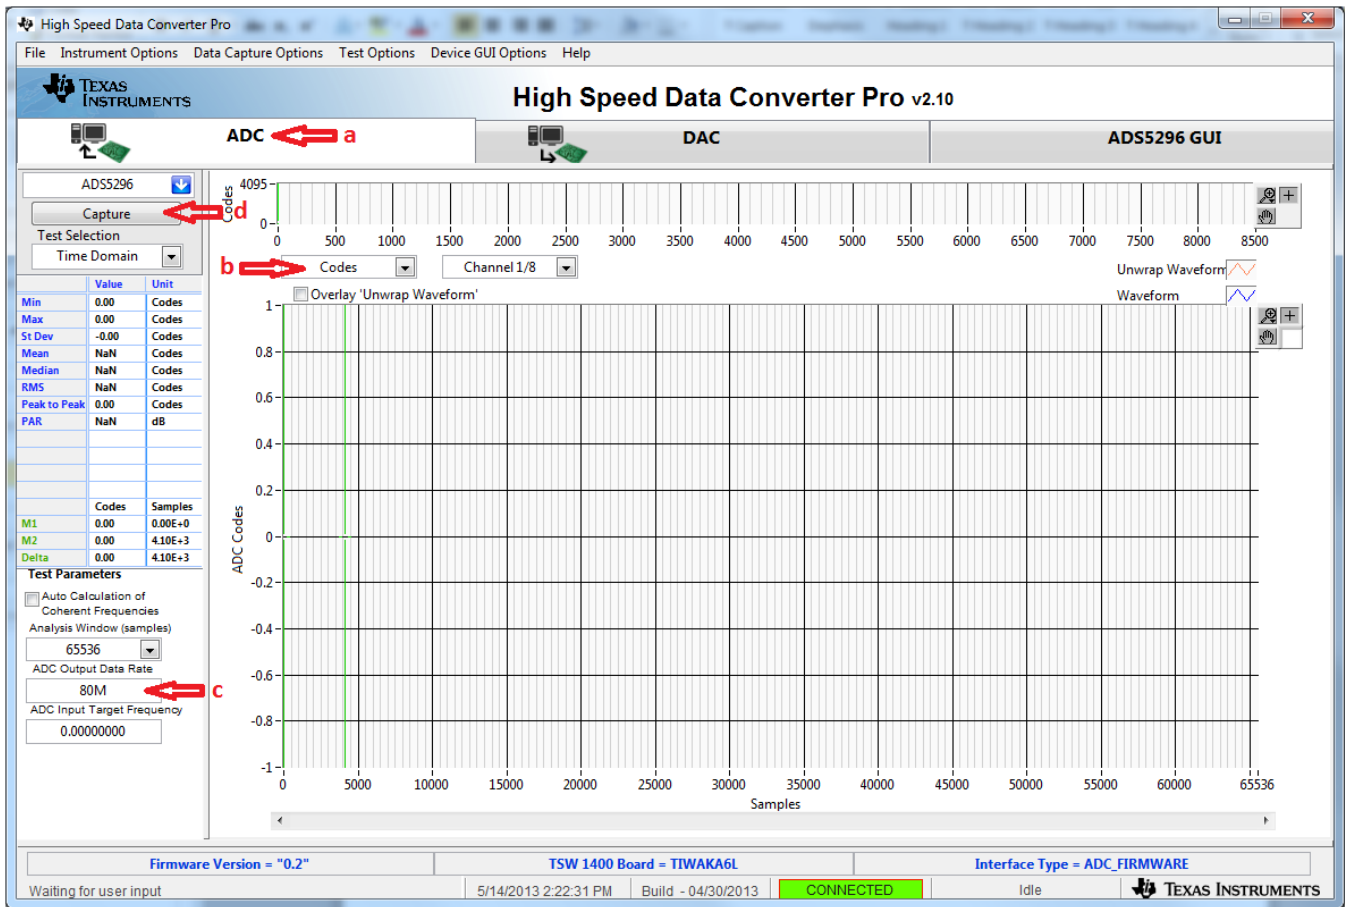 High Speed Data Converter Pro
File Instrument Options Data Capture Options Test Options Device GUI Options Help
TEXAS INSTRUMENTS
High Speed Data Converter Pro v2.10
ADC a DAC ADS5296 GUI
ADS5296
Capture d
Test Selection
Time Domain
Value Unit
Min 0.00 Codes
Max 0.00 Codes
St Dev -0.00 Codes
Mean NaN Codes
Median NaN Codes
RMS NaN Codes
Peak to Peak 0.00 Codes
PAR NaN dB
Codes Samples
M1 0.00 0.00E+0
M2 0.00 4.10E+3
Delta 0.00 4.10E+3
Test Parameters
Auto Calculation of
Coherent Frequencies
Analysis Window (samples)
65536
ADC Output Data Rate
80M c
ADC Input Target Frequency
0.00000000
Codes
4095
0
0 500 1000 1500 2000 2500 3000 3500 4000 4500 5000 5500 6000 6500 7000 7500 8000 8500
b Codes Channel 1/8
Unwrap Waveform
Overlay 'Unwrap Waveform'
Waveform
ADC Codes
1
0.8
0.6
0.4
0.2
0
-0.2
-0.4
-0.6
-0.8
-1
0 5000 10000 15000 20000 25000 30000 35000 40000 45000 50000 55000 60000 65536
Samples
Firmware Version = "0.2" TSW 1400 Board = TIWAKA6L Interface Type = ADC_FIRMWARE
Waiting for user input 5/14/2013 2:22:31 PM Build - 04/30/2013 CONNECTED Idle TEXAS INSTRUMENTS